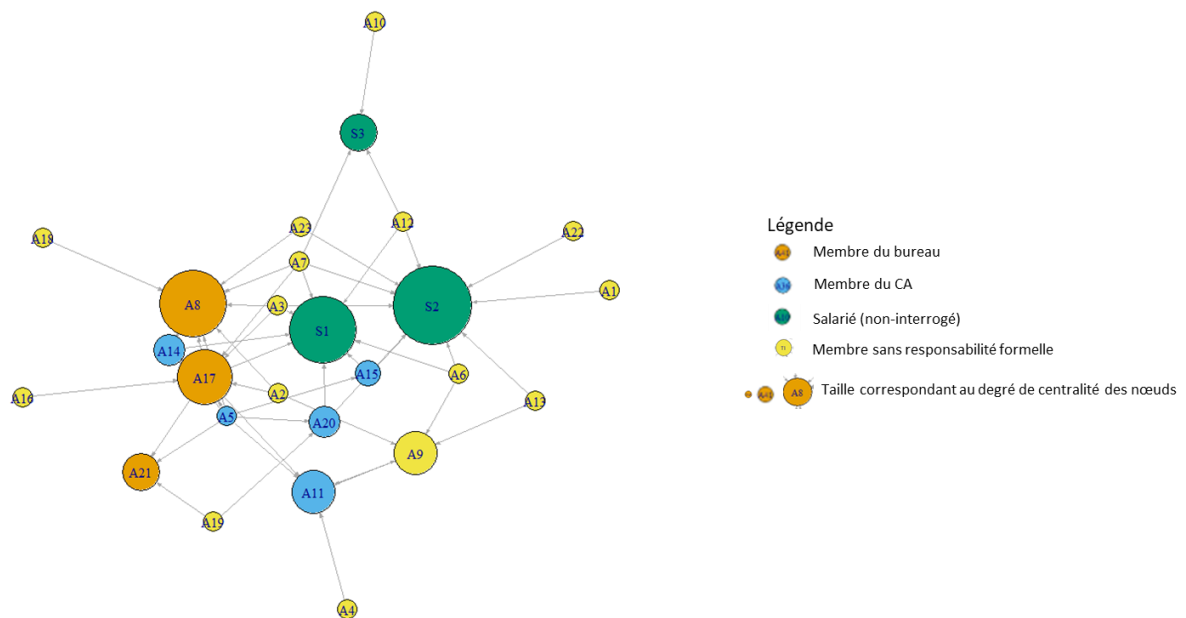 A10
S3
A23
A12
A22
A18
A7
A1
A8
A3
S1
S2
A14
A17
A15
A6
A16
A2
A13
A5
A20
A9
A21
A11
A19
A4
Légende
Membre du bureau
Membre du CA
Salarié (non-interrogé)
Membre sans responsabilité formelle
A8 Taille correspondant au degré de centralité des nœuds